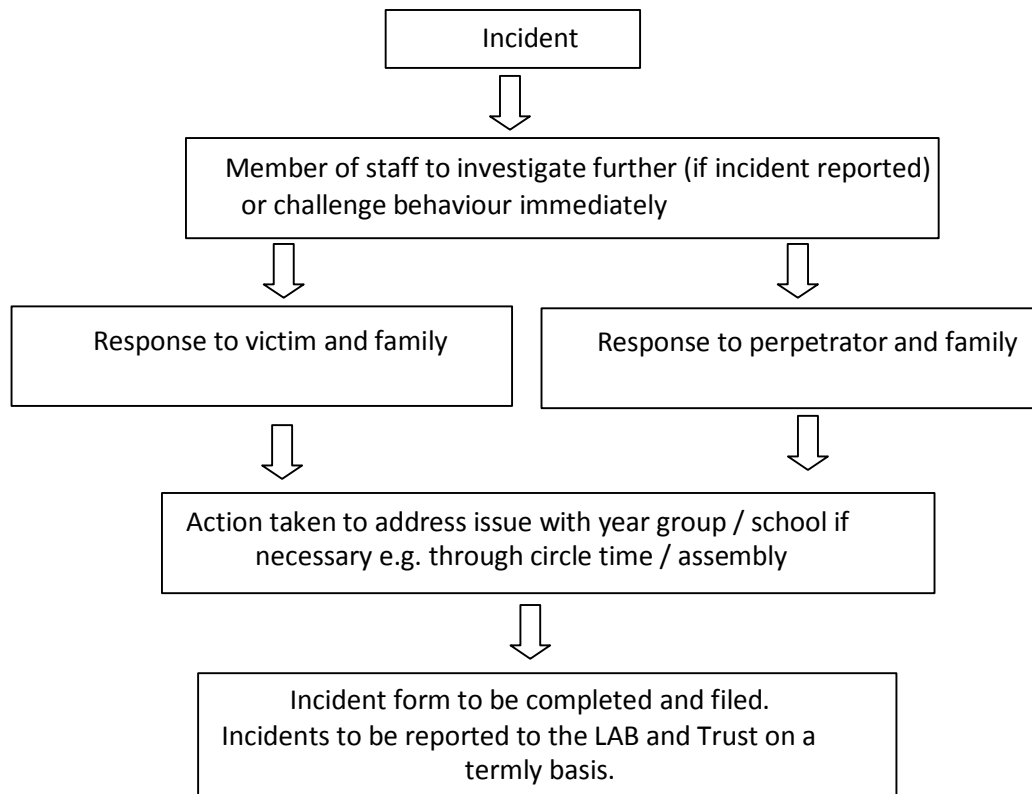 Incident
Member of staff to investigate further (if incident reported)
or challenge behaviour immediately
Response to victim and family
Response to perpetrator and family
Action taken to address issue with year group / school if
necessary e.g. through circle time / assembly
Incident form to be completed and filed.
Incidents to be reported to the LAB and Trust on a
termly basis.